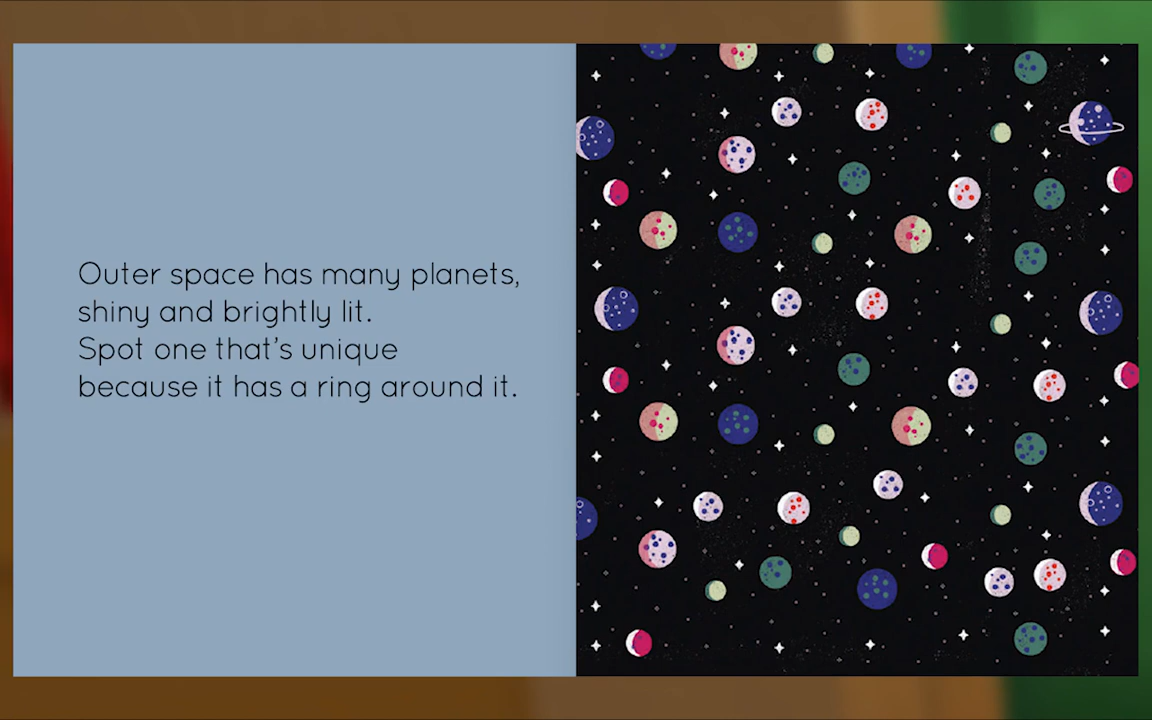 Outer space has many planets,
shiny and brightly lit.
Spot one that's unique
because it has a ring around it.